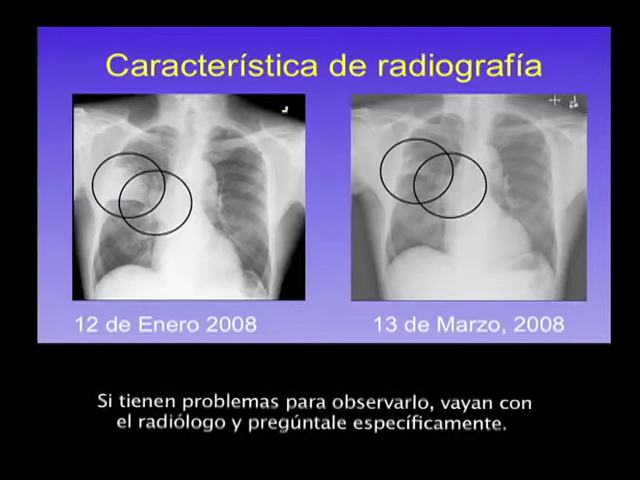 Característica de radiografía
12 de Enero 2008
13 de Marzo, 2008
Si tienen problemas para observarlo, vayan con
el radiólogo y pregúntale específicamente.